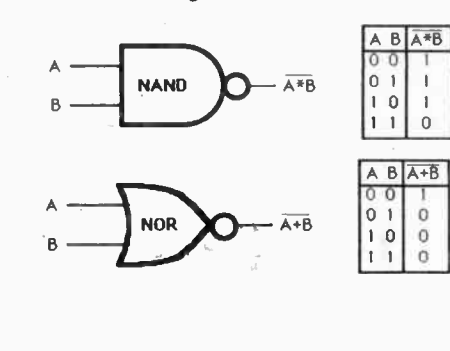 A
NAND
B
A̅*̅B̅
A B A̅*̅B̅
0 0 1
0 1 1
1 0 1
1 1 0
A
NOR
B
A̅+̅B̅
A B A̅+̅B̅
0 0 1
0 1 0
1 0 0
1 1 0